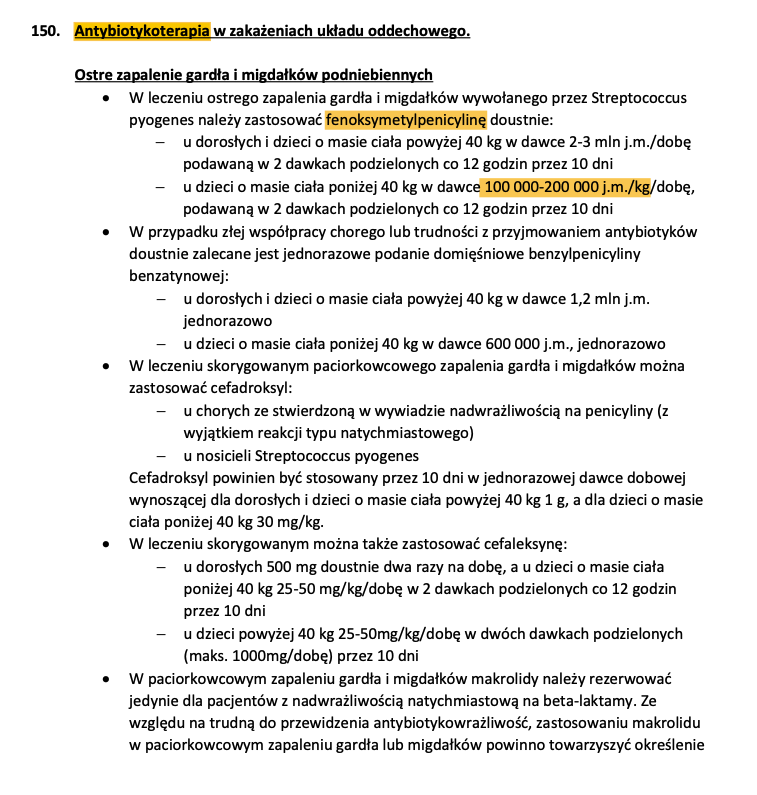 150. Antybiotykoterapia w zakażeniach układu oddechowego.
Ostre zapalenie gardła i migdałków podniebiennych
• W leczeniu ostrego zapalenia gardła i migdałków wywołanego przez Streptococcus
pyogenes należy zastosować fenoksymetylpenicylinę doustnie:
– u dorosłych i dzieci o masie ciała powyżej 40 kg w dawce 2-3 mln j.m./dobę
podawaną w 2 dawkach podzielonych co 12 godzin przez 10 dni
– u dzieci o masie ciała poniżej 40 kg w dawce 100 000-200 000 j.m./kg/dobę,
podawaną w 2 dawkach podzielonych co 12 godzin przez 10 dni
• W przypadku złej współpracy chorego lub trudności z przyjmowaniem antybiotyków
doustnie zalecane jest jednorazowe podanie domięśniowe benzylpenicyliny
benzatynowej:
– u dorosłych i dzieci o masie ciała powyżej 40 kg w dawce 1,2 mln j.m.
jednorazowo
– u dzieci o masie ciała poniżej 40 kg w dawce 600 000 j.m., jednorazowo
• W leczeniu skorygowanym paciorkowcowego zapalenia gardła i migdałków można
zastosować cefadroksyl:
– u chorych ze stwierdzoną w wywiadzie nadwrażliwością na penicyliny (z
wyjątkiem reakcji typu natychmiastowego)
– u nosicieli Streptococcus pyogenes
Cefadroksyl powinien być stosowany przez 10 dni w jednorazowej dawce dobowej
wynoszącej dla dorosłych i dzieci o masie ciała powyżej 40 kg 1 g, a dla dzieci o masie
ciała poniżej 40 kg 30 mg/kg.
• W leczeniu skorygowanym można także zastosować cefaleksynę:
– u dorosłych 500 mg doustnie dwa razy na dobę, a u dzieci o masie ciała
poniżej 40 kg 25-50 mg/kg/dobę w 2 dawkach podzielonych co 12 godzin
przez 10 dni
– u dzieci powyżej 40 kg 25-50mg/kg/dobę w dwóch dawkach podzielonych
(maks. 1000mg/dobę) przez 10 dni
• W paciorkowcowym zapaleniu gardła i migdałków makrolidy należy rezerwować
jedynie dla pacjentów z nadwrażliwością natychmiastową na beta-laktamy. Ze
względu na trudną do przewidzenia antybiotykowrażliwość, zastosowaniu makrolidu
w paciorkowcowym zapaleniu gardła lub migdałków powinno towarzyszyć określenie